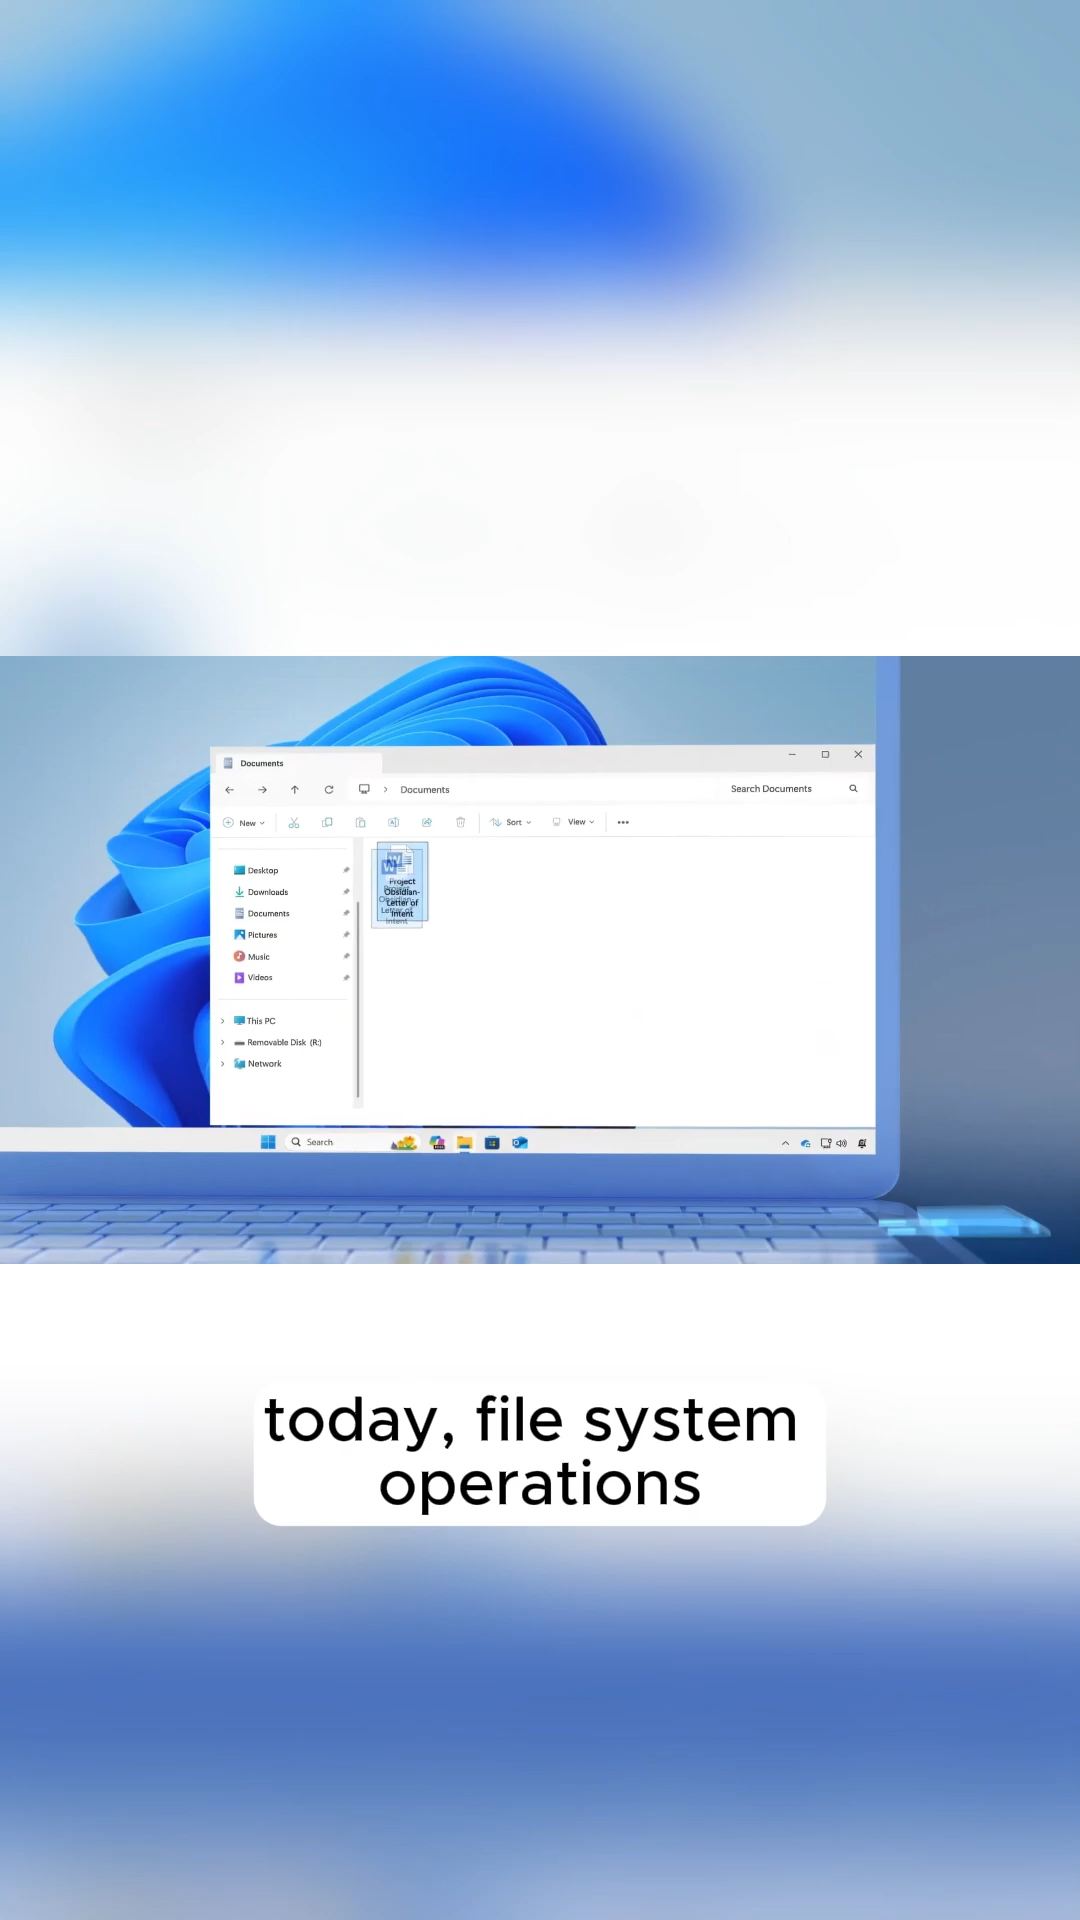 Documents
Documents
Search Documents
New
Sort
View
Desktop
Downloads
Documents
Pictures
Music
Videos
This PC
Removable Disk (R:)
Network
Project
Obsidian-
Letter of
Intent
Search
today, file system
operations